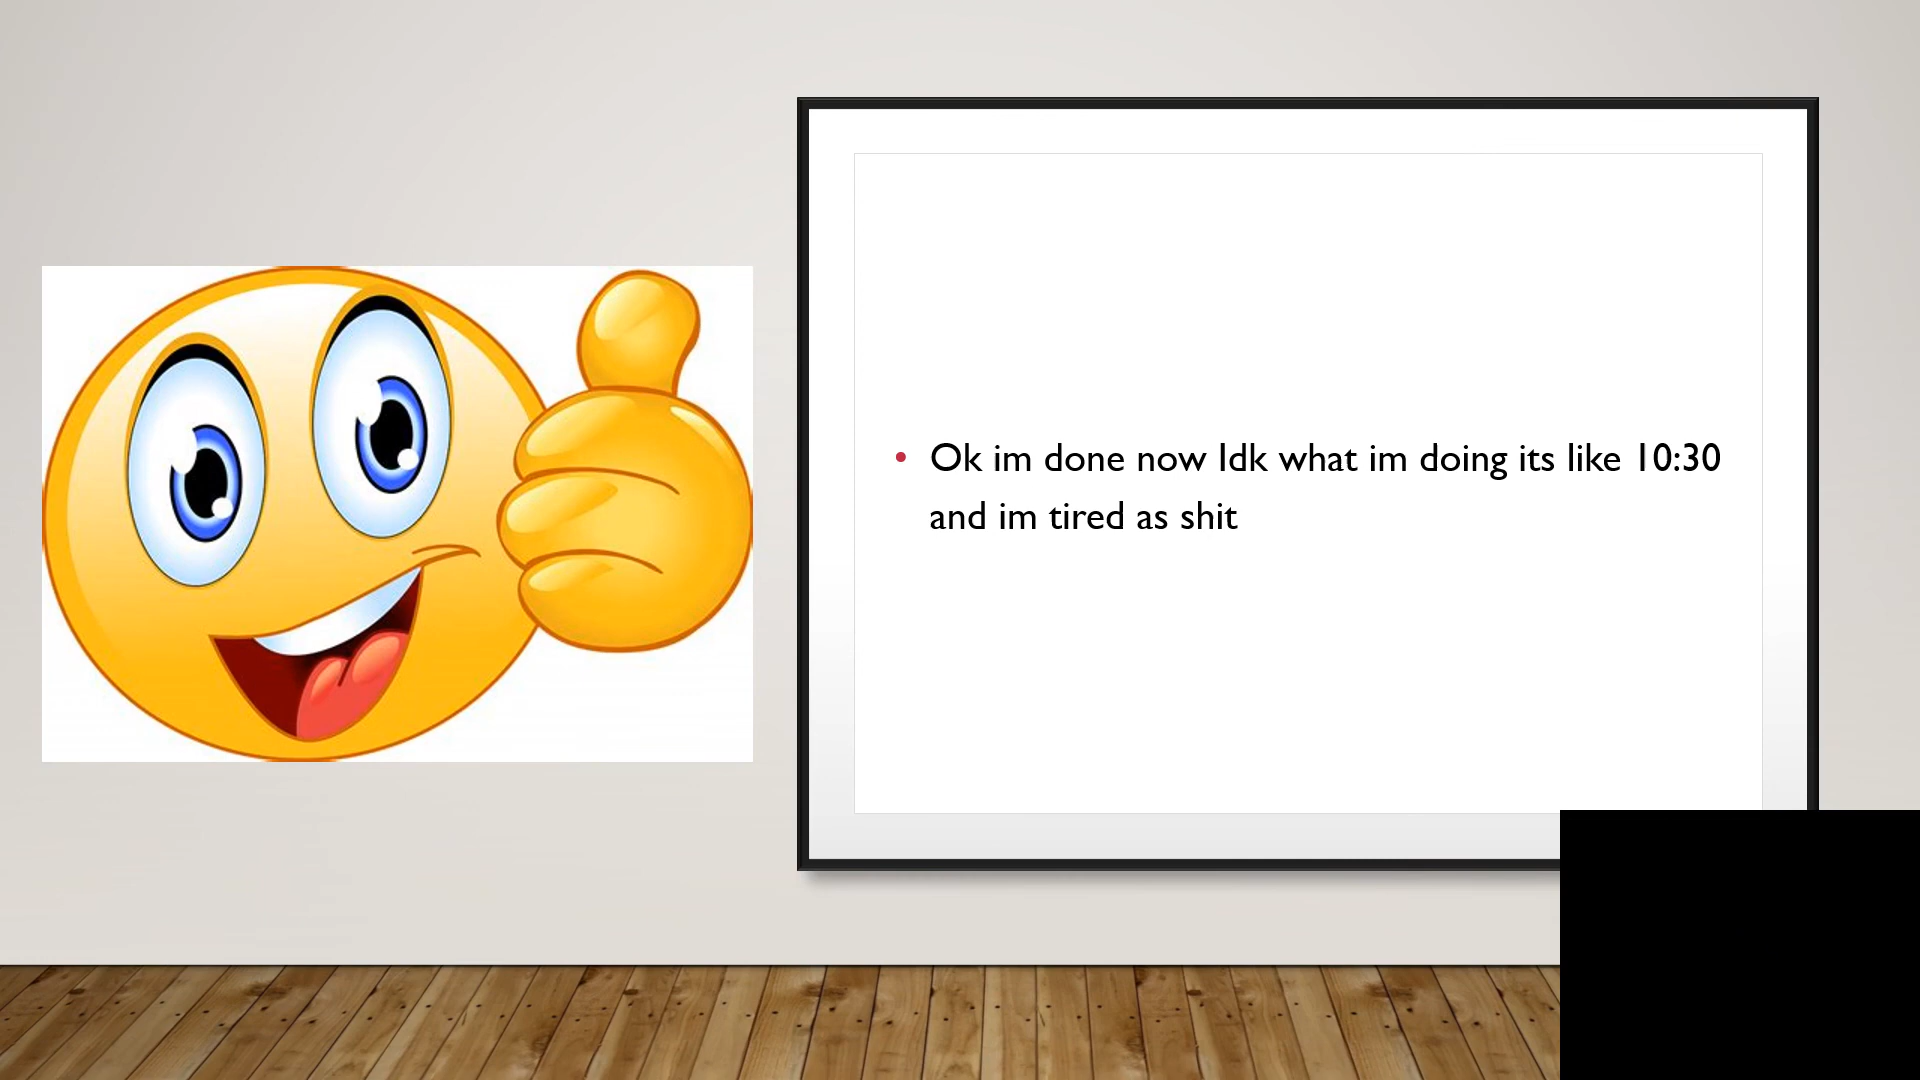 Ok im done now Idk what im doing its like 10:30
and im tired as shit